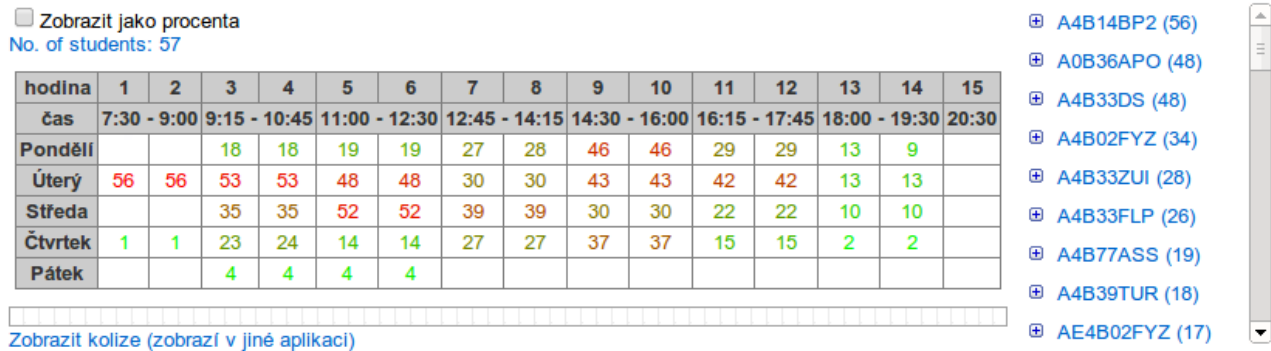 Zobrazit jako procenta
No. of students: 57
hodina 1 2 3 4 5 6 7 8 9 10 11 12 13 14 15
čas 7:30 - 9:00 9:15 - 10:45 11:00 - 12:30 12:45 - 14:15 14:30 - 16:00 16:15 - 17:45 18:00 - 19:30 20:30
Pondělí 18 18 19 19 27 28 46 46 29 29 13 9
Úterý 56 56 53 53 48 48 30 30 43 43 42 42 13 13
Středa 35 35 52 52 39 39 30 30 22 22 10 10
Čtvrtek 1 1 23 24 14 14 27 27 37 37 15 15 2 2
Pátek 4 4 4 4
Zobrazit kolize (zobrazí v jiné aplikaci)
A4B14BP2 (56)
A0B36APO (48)
A4B33DS (48)
A4B02FYZ (34)
A4B33ZUI (28)
A4B33FLP (26)
A4B77ASS (19)
A4B39TUR (18)
AE4B02FYZ (17)